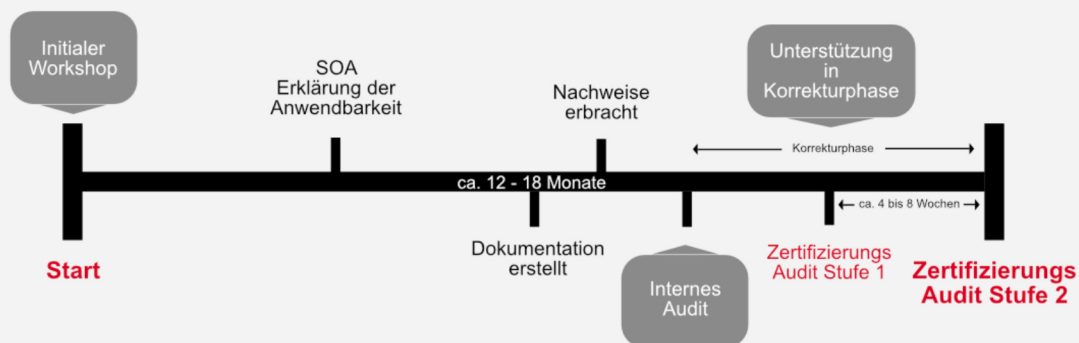 Initialer
Workshop
SOA
Erklärung der
Anwendbarkeit
Nachweise
erbracht
Unterstützung
in
Korrekturphase
Korrekturphase
ca. 12 - 18 Monate
ca. 4 bis 8 Wochen
Start
Dokumentation
erstellt
Internes
Audit
Zertifizierungs
Audit Stufe 1
Zertifizierungs
Audit Stufe 2